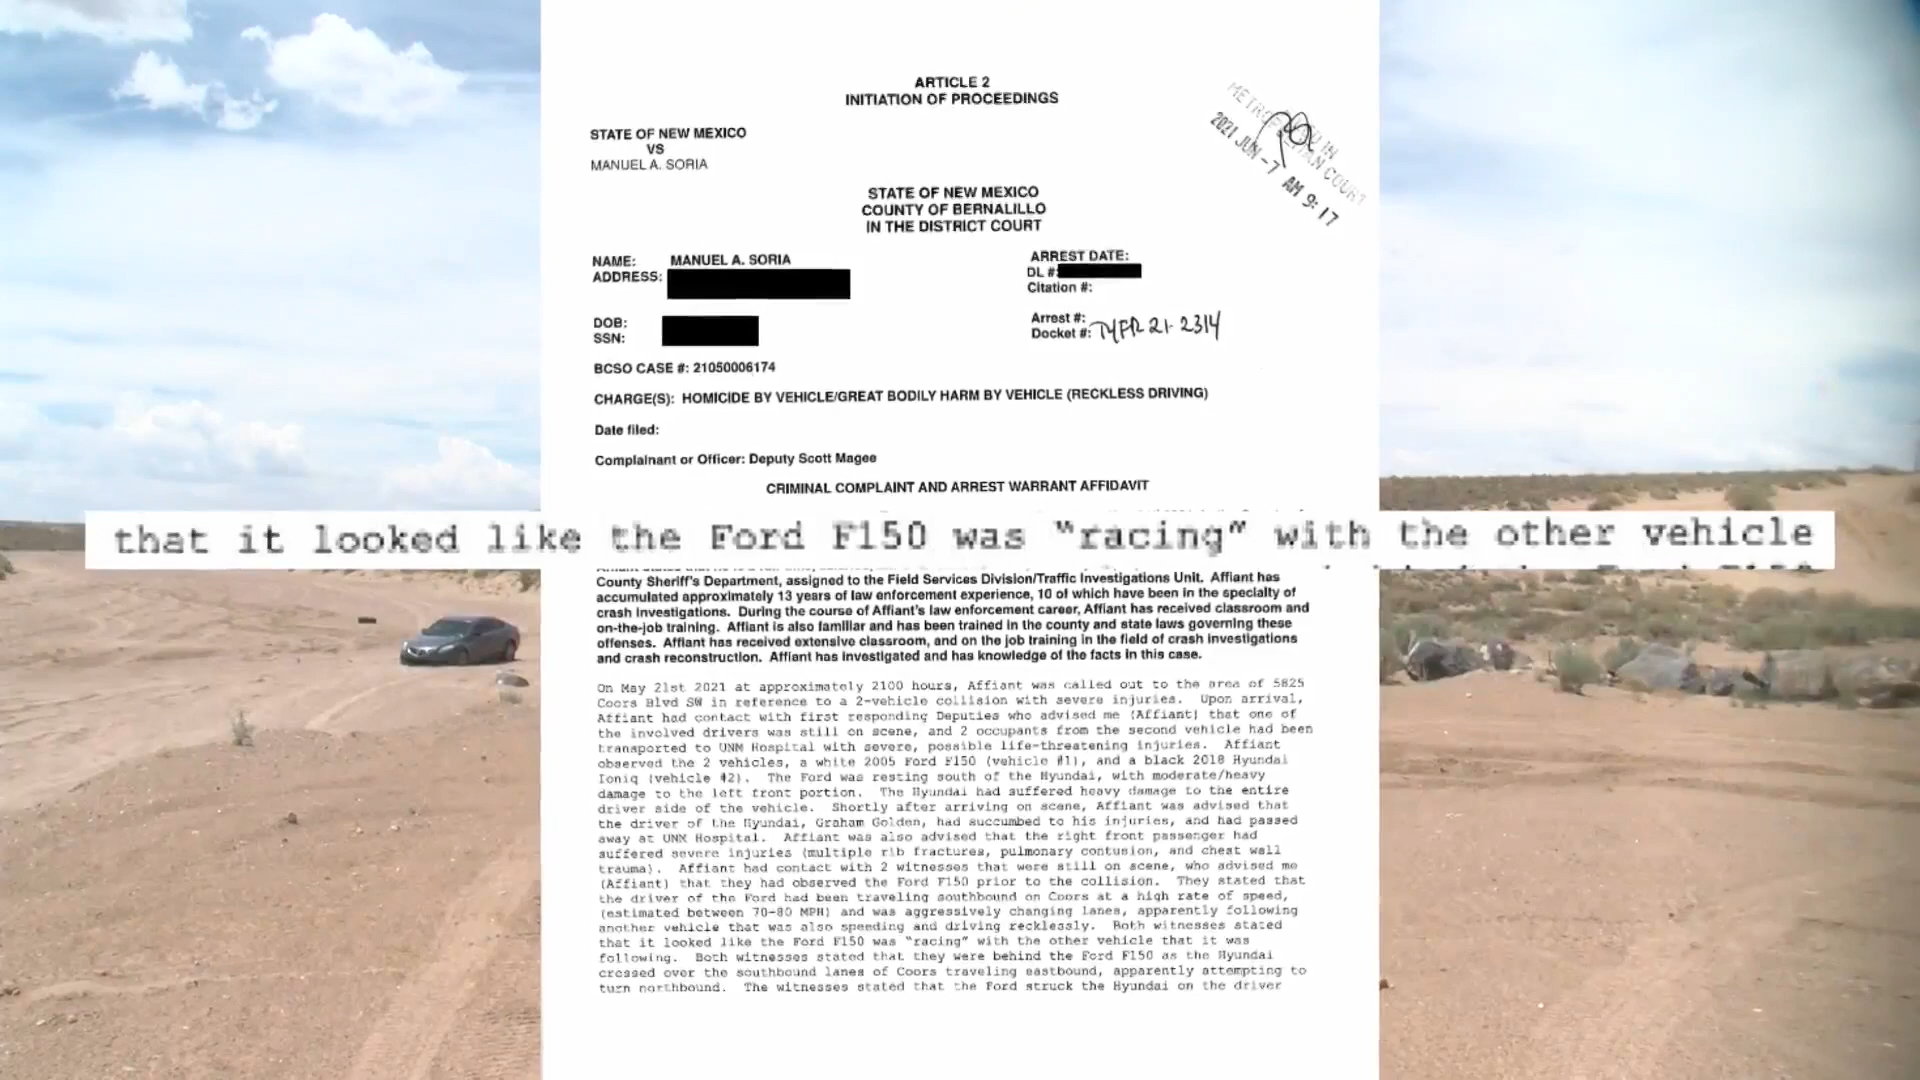 ARTICLE 2
INITIATION OF PROCEEDINGS
STATE OF NEW MEXICO
VS
MANUEL A. SORIA
METROPOLITAN COURT
2021 JUN -7 AM 9:17
STATE OF NEW MEXICO
COUNTY OF BERNALILLO
IN THE DISTRICT COURT
NAME: MANUEL A. SORIA
ADDRESS:
ARREST DATE:
DL #:
Citation #:
DOB:
SSN:
Arrest #:
Docket #: 21-2314
BCSO CASE #: 21050006174
CHARGE(S): HOMICIDE BY VEHICLE/GREAT BODILY HARM BY VEHICLE (RECKLESS DRIVING)
Date filed:
Complainant or Officer: Deputy Scott Magee
CRIMINAL COMPLAINT AND ARREST WARRANT AFFIDAVIT
that it looked like the Ford F150 was "racing" with the other vehicle
County Sheriff's Department, assigned to the Field Services Division/Traffic Investigations Unit. Affiant has
accumulated approximately 13 years of law enforcement experience, 10 of which have been in the specialty of
crash investigations. During the course of Affiant's law enforcement career, Affiant has received classroom and
on-the-job training. Affiant is also familiar and has been trained in the county and state laws governing these
offenses. Affiant has received extensive classroom, and on the job training in the field of crash investigations
and crash reconstruction. Affiant has investigated and has knowledge of the facts in this case.
On May 21st 2021 at approximately 2100 hours, Affiant was called out to the area of 5825
Coors Blvd SW in reference to a 2-vehicle collision with severe injuries. Upon arrival,
Affiant had contact with first responding Deputies who advised me (Affiant) that one of
the involved drivers was still on scene, and 2 occupants from the second vehicle had been
transported to UNM Hospital with severe, possible life-threatening injuries. Affiant
observed the 2 vehicles, a white 2005 Ford F150 (vehicle #1), and a black 2018 Hyundai
Ioniq (vehicle #2). The Ford was resting south of the Hyundai, with moderate/heavy
damage to the left front portion. The Hyundai had suffered heavy damage to the entire
driver side of the vehicle. Shortly after arriving on scene, Affiant was advised that
the driver of the Hyundai, Graham Golden, had succumbed to his injuries, and had passed
away at UNM Hospital. Affiant was also advised that the right front passenger had
suffered severe injuries (multiple rib fractures, pulmonary contusion, and chest wall
trauma). Affiant had contact with 2 witnesses that were still on scene, who advised me
(Affiant) that they had observed the Ford F150 prior to the collision. They stated that
the driver of the Ford had been traveling southbound on Coors at a high rate of speed,
(estimated between 70-80 MPH) and was aggressively changing lanes, apparently following
another vehicle that was also speeding and driving recklessly. Both witnesses stated
that it looked like the Ford F150 was "racing" with the other vehicle that it was
following. Both witnesses stated that they were behind the Ford F150 as the Hyundai
crossed over the southbound lanes of Coors traveling eastbound, apparently attempting to
turn northbound. The witnesses stated that the Ford struck the Hyundai on the driver